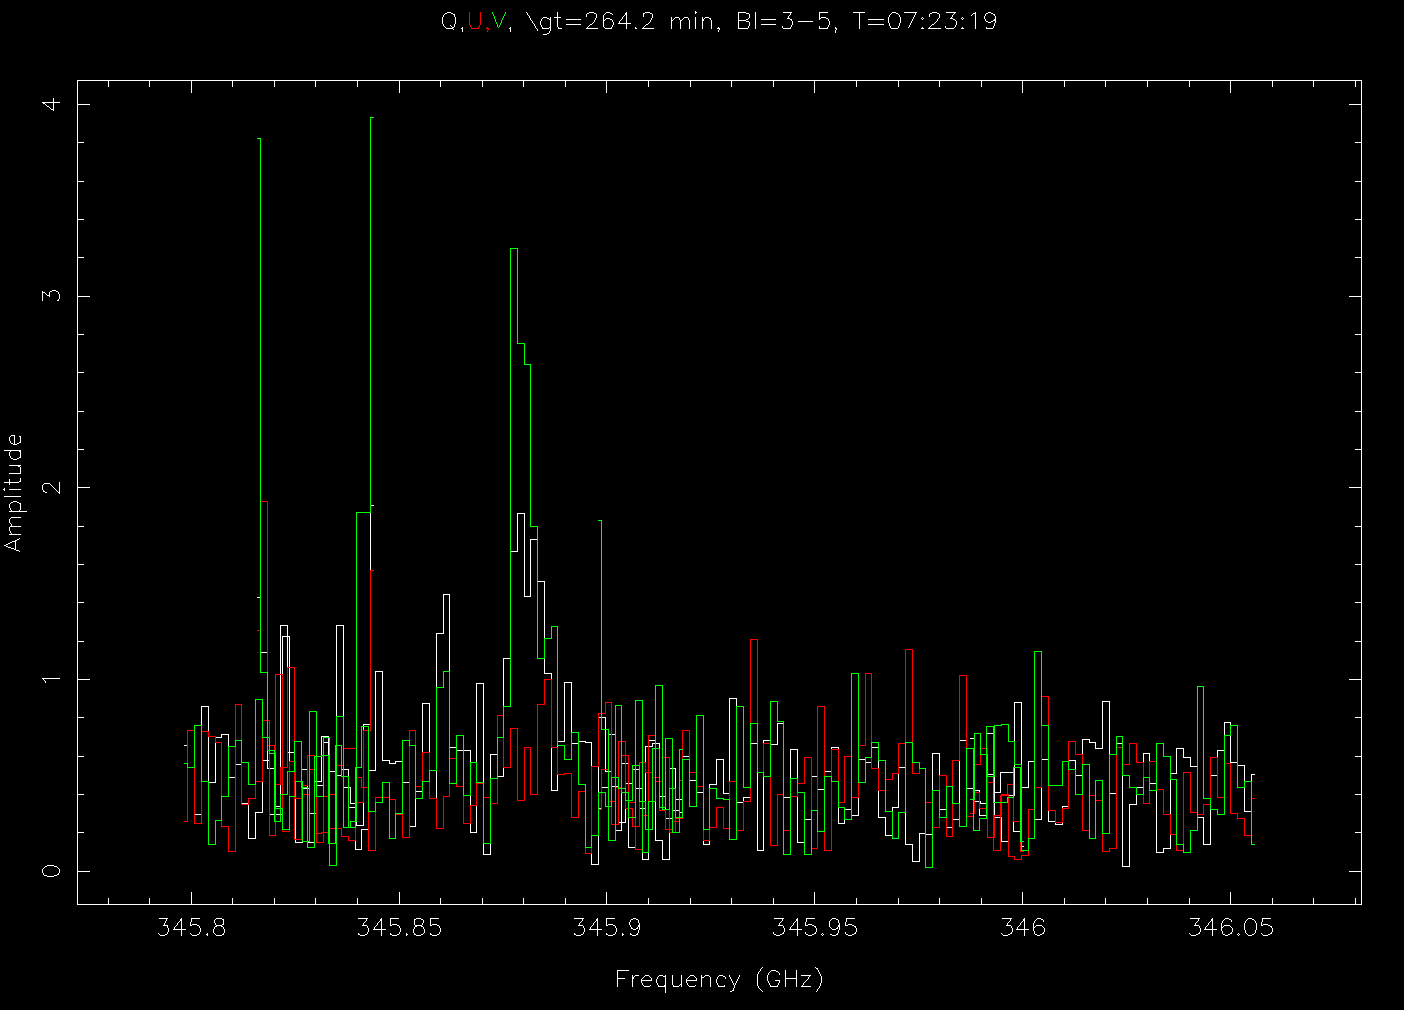 Q,U,V, \gt=264.2 min, Bl=3-5, T=07:23:19
4
3
2
1
0
Amplitude
345.8 345.85 345.9 345.95 346 346.05
Frequency (GHz)